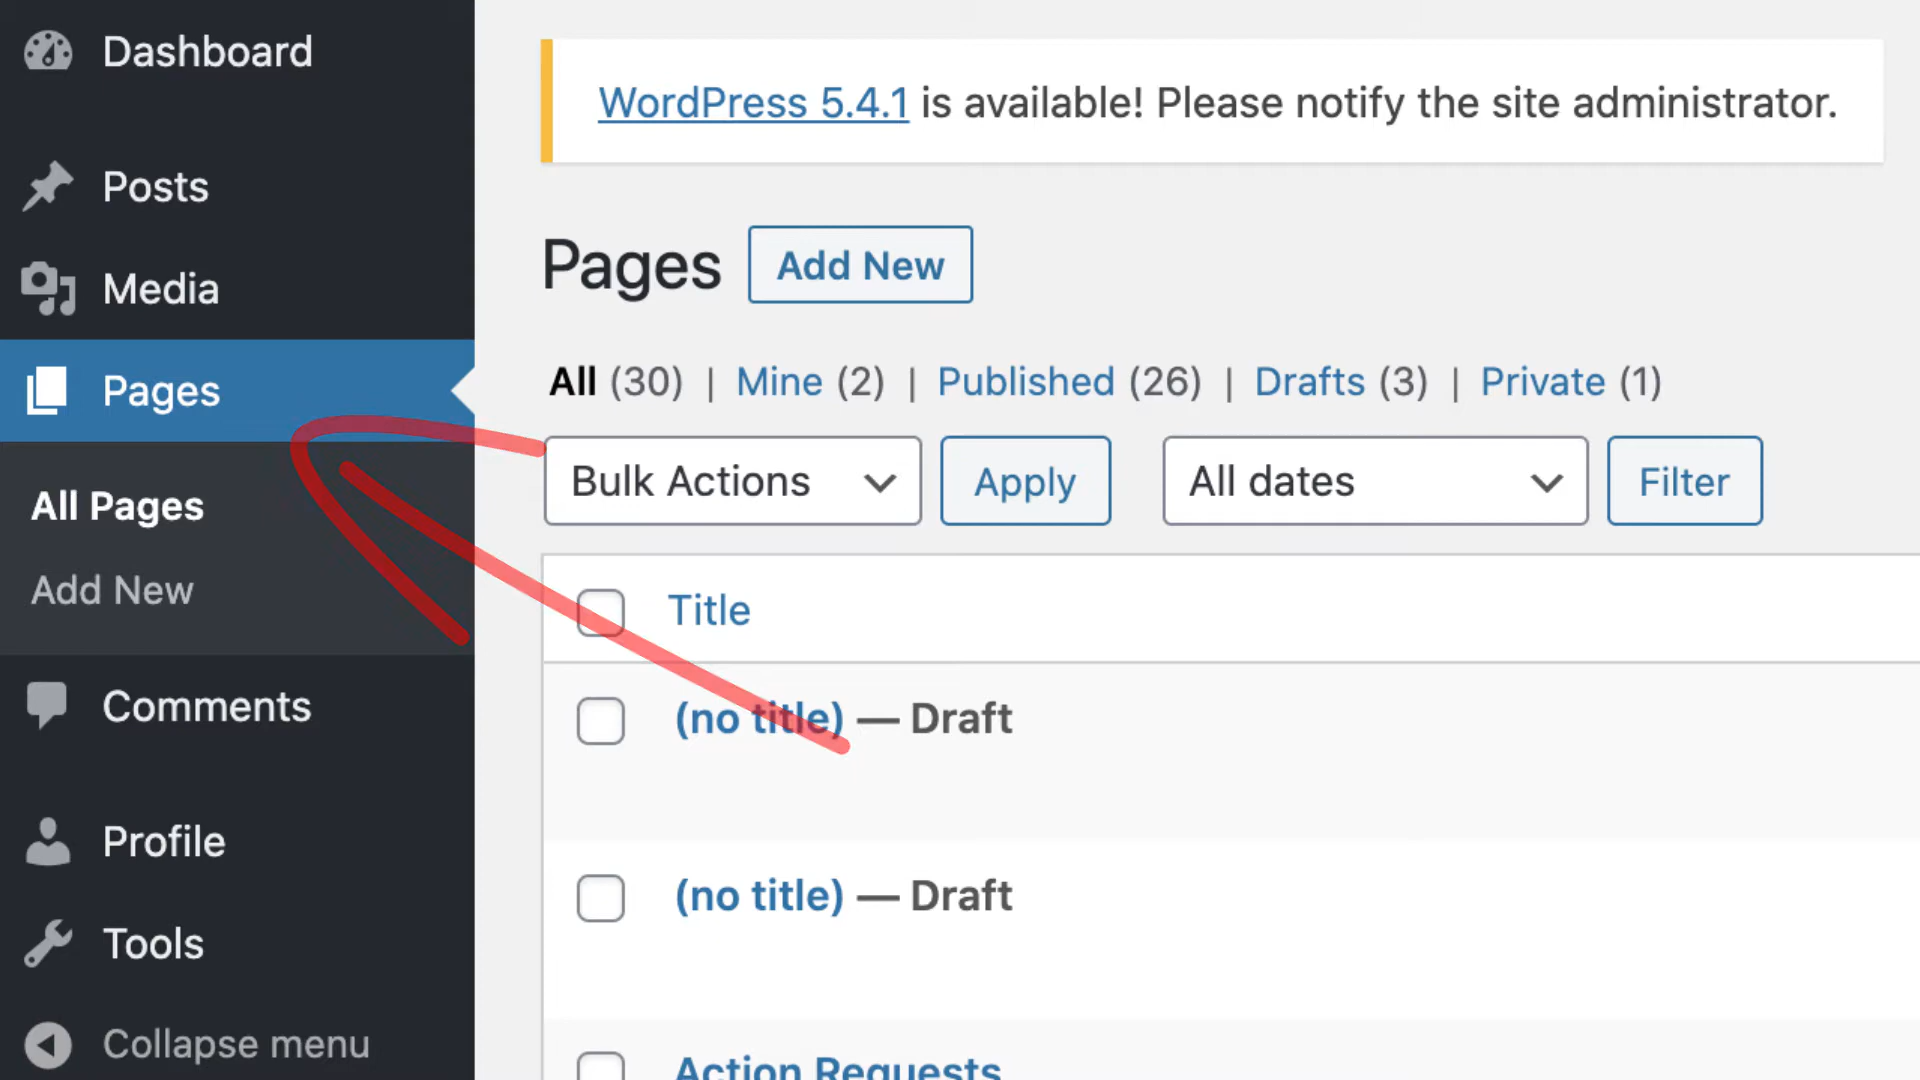 Dashboard
Posts
Media
Pages
All Pages
Add New
Comments
Profile
Tools
Collapse menu
WordPress 5.4.1 is available! Please notify the site administrator.
Pages Add New
All (30) | Mine (2) | Published (26) | Drafts (3) | Private (1)
Bulk Actions Apply All dates Filter
Title
(no title) — Draft
(no title) — Draft
Action Requests